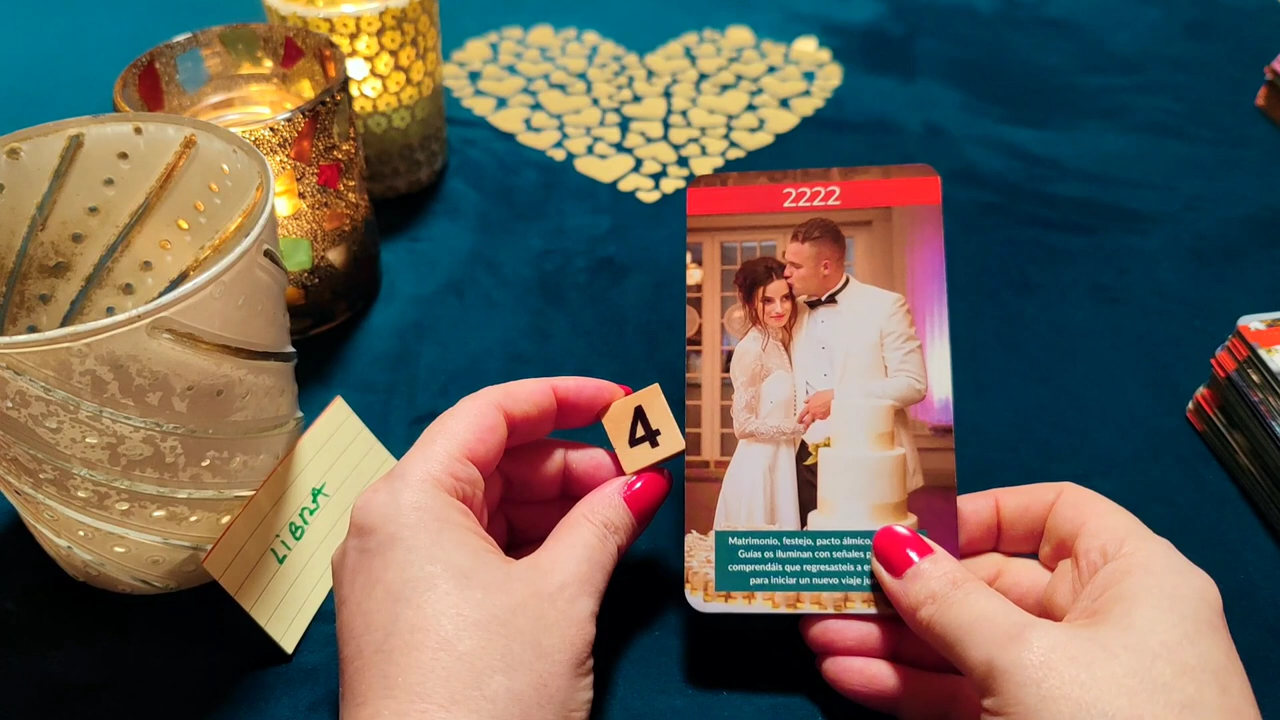 2222
4
LIBRA
Matrimonio, festejo, pacto álmico.
Guías os iluminan con señales
comprendáis que regresasteis a
para iniciar un nuevo viaje